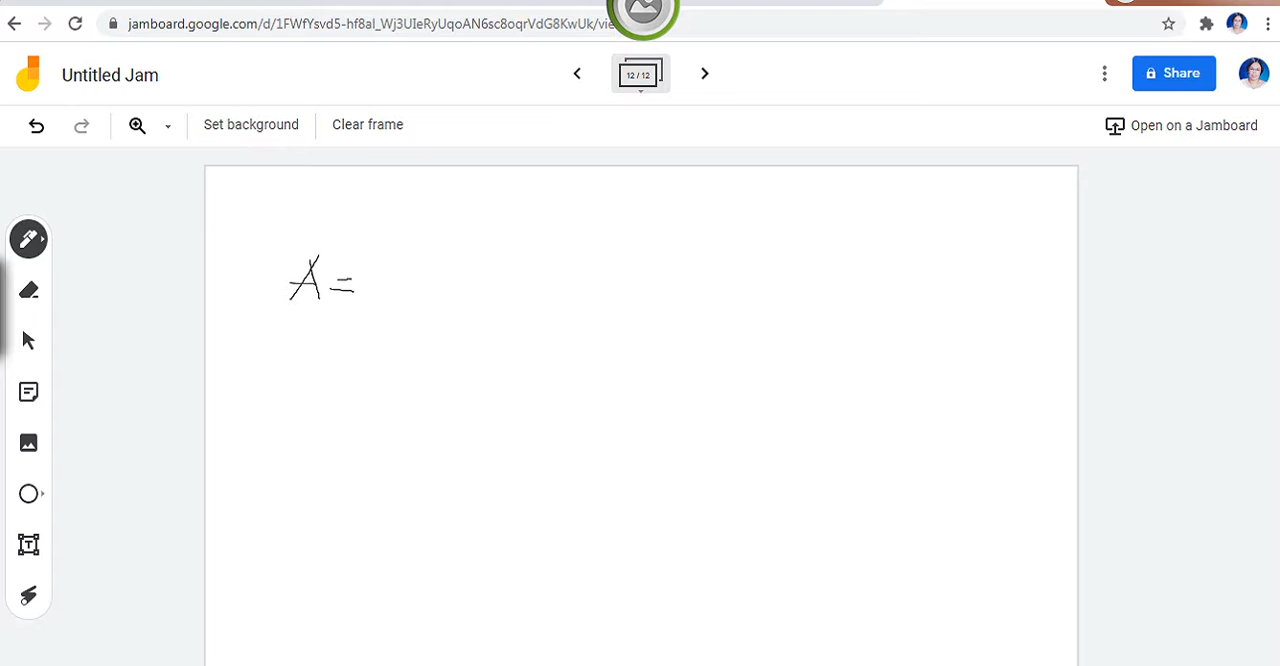 jamboard.google.com/d/1FWfYsvd5-hf8al_Wj3UIeRyUqoAN6sc8oqrVdG8KwUk/vie
Untitled Jam
12 / 12
Share
Set background
Clear frame
Open on a Jamboard
A =